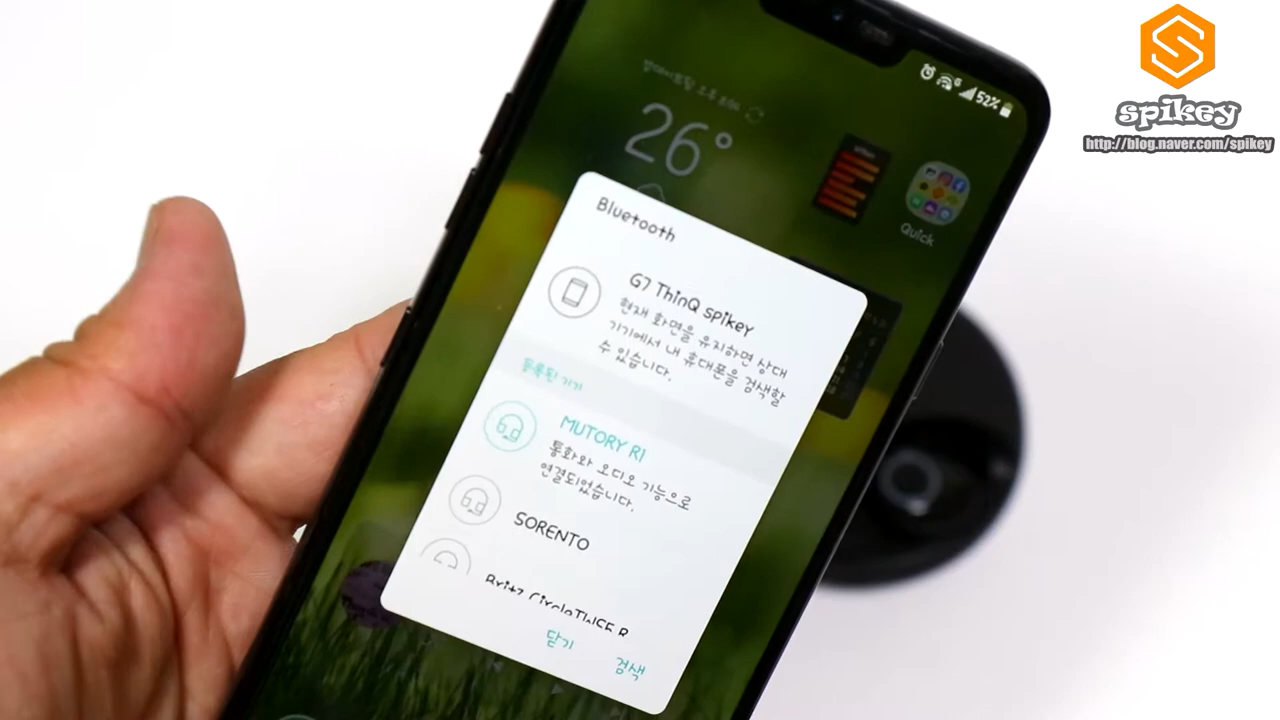 spikey
http://blog.naver.com/spikey
52%
26°
Quick
Bluetooth
G7 ThinQ spikey
현재 화면을 유지하면 상대
기기에서 내 휴대폰을 검색할
수 있습니다.
등록된 기기
MUTORY R1
통화와 오디오 기능으로
연결되었습니다.
SORENTO
Britz
닫기
검색